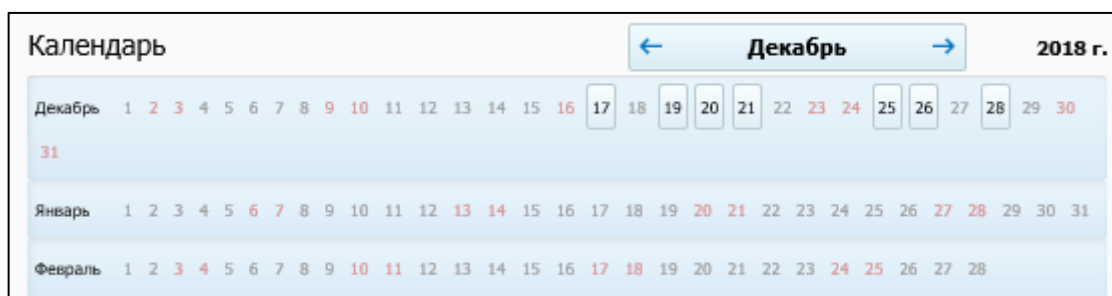 Календарь ← Декабрь → 2018 г.
Декабрь 1 2 3 4 5 6 7 8 9 10 11 12 13 14 15 16 17 18 19 20 21 22 23 24 25 26 27 28 29 30
31
Январь 1 2 3 4 5 6 7 8 9 10 11 12 13 14 15 16 17 18 19 20 21 22 23 24 25 26 27 28 29 30 31
Февраль 1 2 3 4 5 6 7 8 9 10 11 12 13 14 15 16 17 18 19 20 21 22 23 24 25 26 27 28